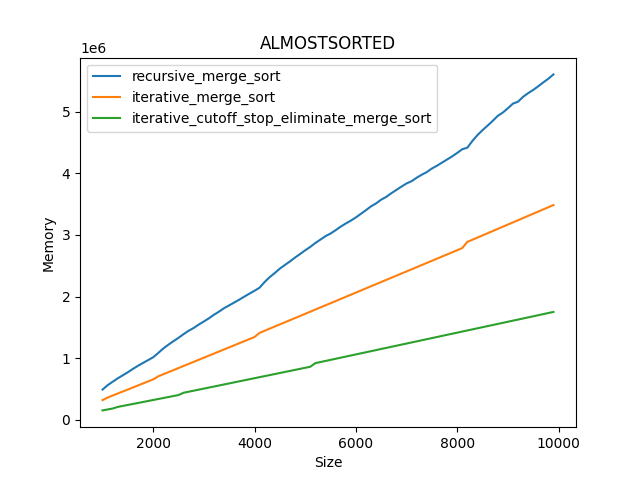 ALMOSTSORTED
1e6
recursive_merge_sort
iterative_merge_sort
iterative_cutoff_stop_eliminate_merge_sort
5
4
3
2
1
0
Memory
2000 4000 6000 8000 10000
Size